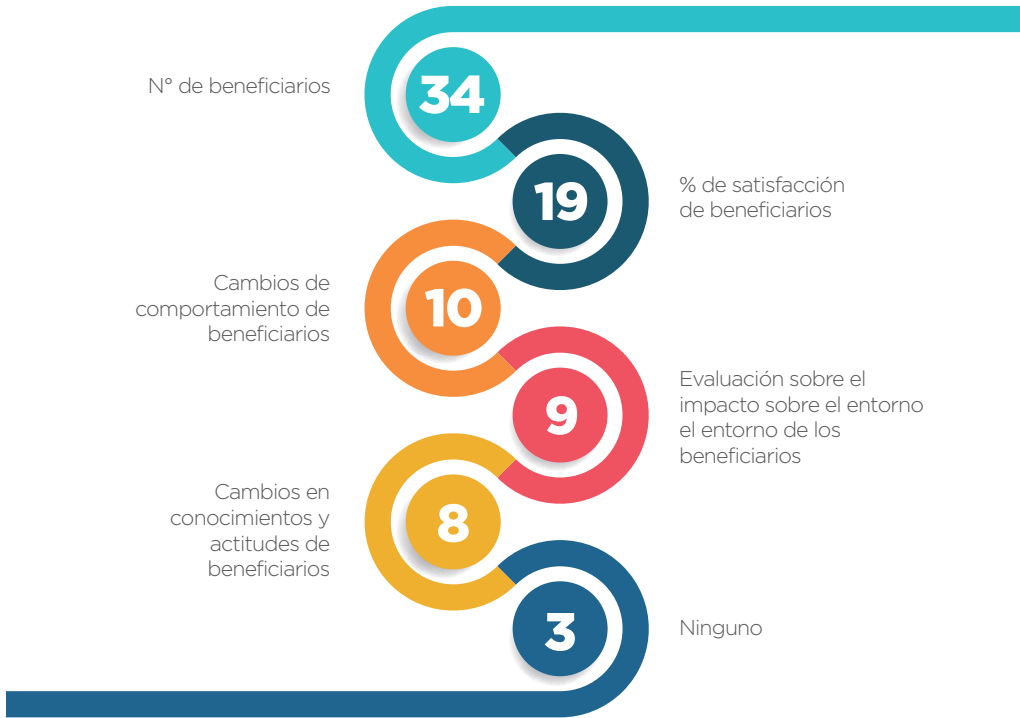 N° de beneficiarios
34
19
% de satisfacción
de beneficiarios
Cambios de
comportamiento de
beneficiarios
10
9
Evaluación sobre el
impacto sobre el entorno
el entorno de los
beneficiarios
Cambios en
conocimientos y
actitudes de
beneficiarios
8
3
Ninguno